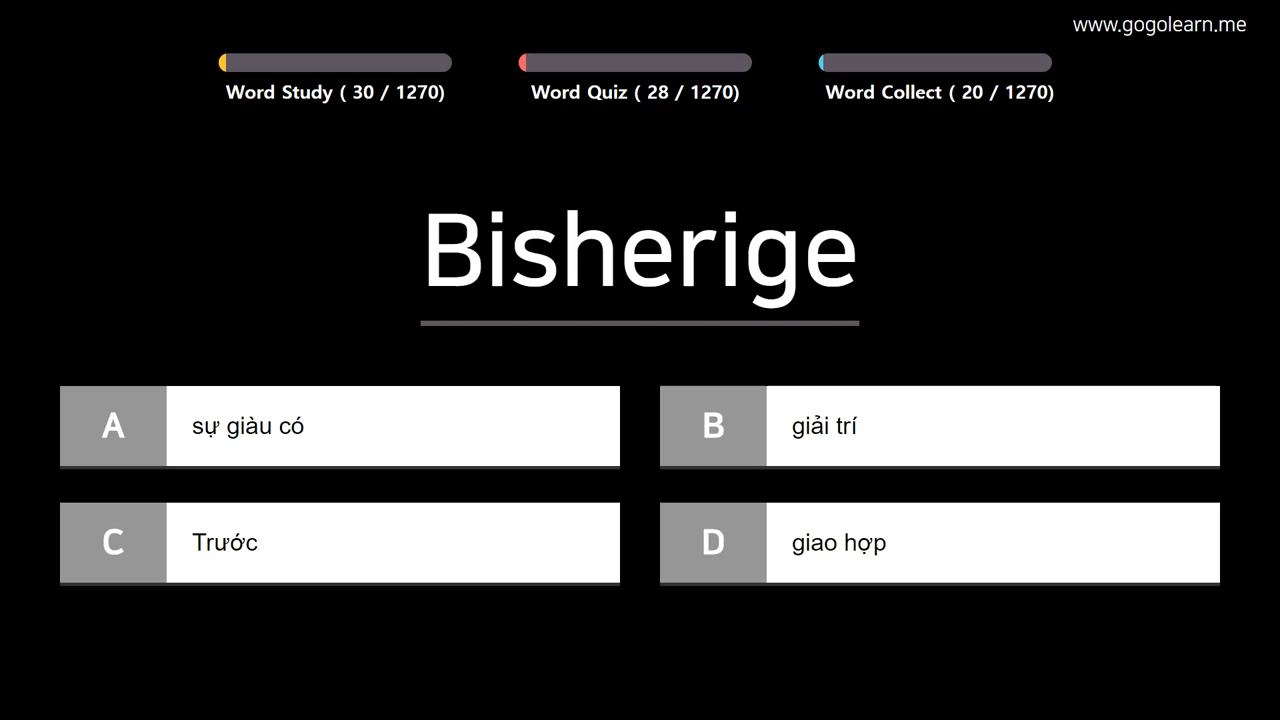 www.gogolearn.me
Word Study ( 30 / 1270)
Word Quiz ( 28 / 1270)
Word Collect ( 20 / 1270)
Bisherige
A
sự giàu có
B
giải trí
C
Trước
D
giao hợp